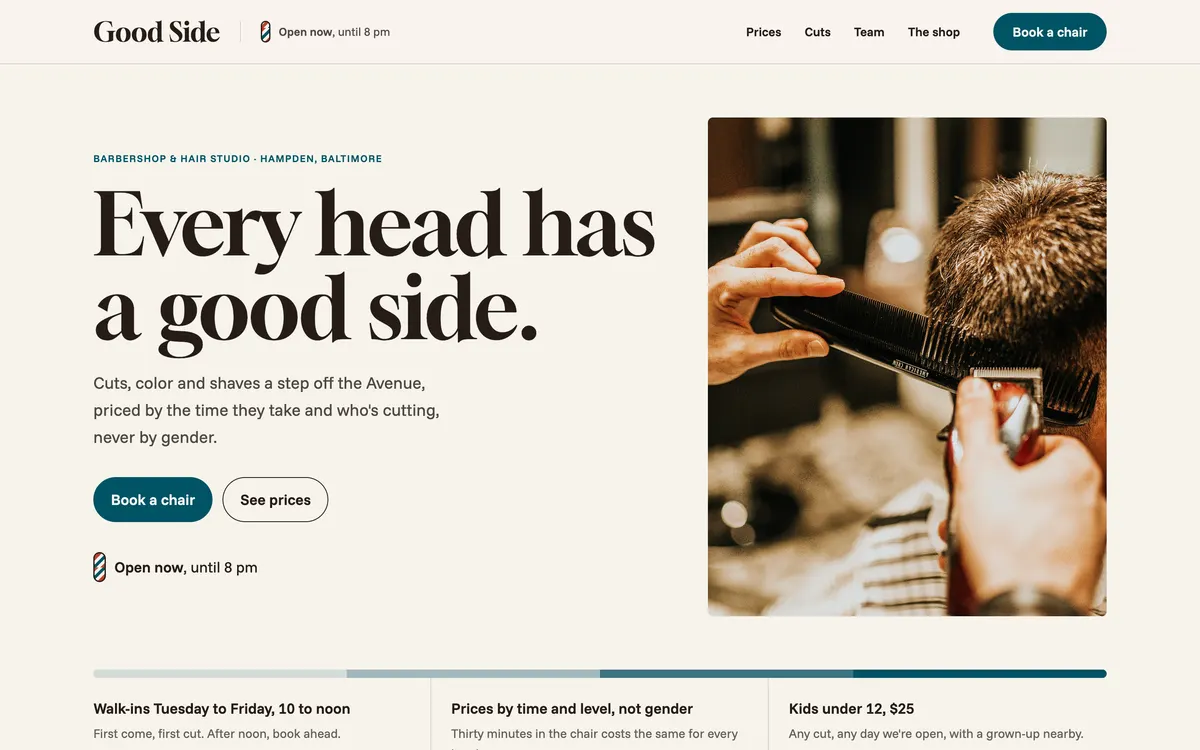 Good Side
Open now, until 8 pm
Prices
Cuts
Team
The shop
Book a chair
BARBERSHOP & HAIR STUDIO · HAMPDEN, BALTIMORE
Every head has
a good side.
Cuts, color and shaves a step off the Avenue,
priced by the time they take and who's cutting,
never by gender.
Book a chair
See prices
Open now, until 8 pm
Walk-ins Tuesday to Friday, 10 to noon
First come, first cut. After noon, book ahead.
Prices by time and level, not gender
Thirty minutes in the chair costs the same for every
Kids under 12, $25
Any cut, any day we're open, with a grown-up nearby.